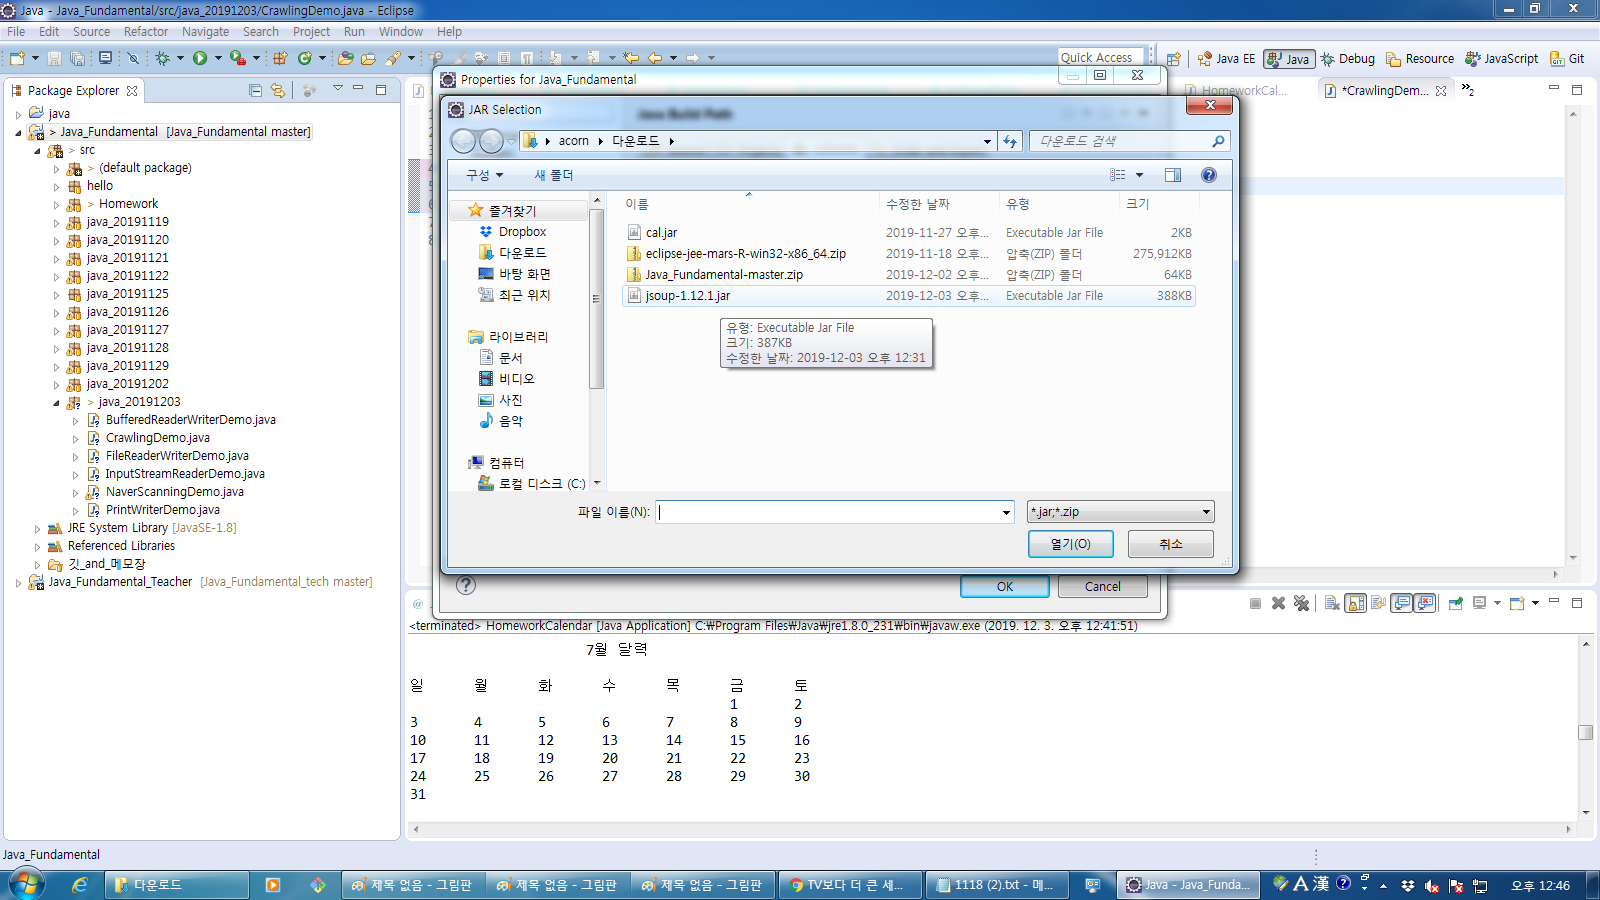 Java - Java_Fundamental/src/java_20191203/CrawlingDemo.java - Eclipse
File Edit Source Refactor Navigate Search Project Run Window Help
Quick Access
Java EE Java Debug Resource JavaScript Git
Package Explorer
HomeworkCal...
*CrawlingDem...
2
java
> Java_Fundamental [Java_Fundamental master]
> src
> (default package)
hello
> Homework
java_20191119
java_20191120
java_20191121
java_20191122
java_20191125
java_20191126
java_20191127
java_20191128
java_20191129
java_20191202
> java_20191203
BufferedReaderWriterDemo.java
CrawlingDemo.java
FileReaderWriterDemo.java
InputStreamReaderDemo.java
NaverScanningDemo.java
PrintWriterDemo.java
JRE System Library [JavaSE-1.8]
Referenced Libraries
깃_and_메모장
Java_Fundamental_Teacher [Java_Fundamental_tech master]
Properties for Java_Fundamental
Java Build Path
JAR Selection
acorn 다운로드
다운로드 검색
구성 새 폴더
즐겨찾기
Dropbox
다운로드
바탕 화면
최근 위치
라이브러리
문서
비디오
사진
음악
컴퓨터
로컬 디스크 (C:)
이름 수정한 날짜 유형 크기
cal.jar 2019-11-27 오후... Executable Jar File 2KB
eclipse-jee-mars-R-win32-x86_64.zip 2019-11-18 오후... 압축(ZIP) 폴더 275,912KB
Java_Fundamental-master.zip 2019-12-02 오후... 압축(ZIP) 폴더 64KB
jsoup-1.12.1.jar 2019-12-03 오후... Executable Jar File 388KB
유형: Executable Jar File
크기: 387KB
수정한 날짜: 2019-12-03 오후 12:31
파일 이름(N):
*.jar;*.zip
열기(O) 취소
OK Cancel
<terminated> HomeworkCalendar [Java Application] C:\Program Files\Java\jre1.8.0_231\bin\javaw.exe (2019. 12. 3. 오후 12:41:51)
7월 달력
일 월 화 수 목 금 토
1 2
3 4 5 6 7 8 9
10 11 12 13 14 15 16
17 18 19 20 21 22 23
24 25 26 27 28 29 30
31
Java_Fundamental
다운로드
제목 없음 - 그림판
제목 없음 - 그림판
제목 없음 - 그림판
TV보다 더 큰 세...
1118 (2).txt - 메...
Java - Java_Funda...
A 漢
오후 12:46